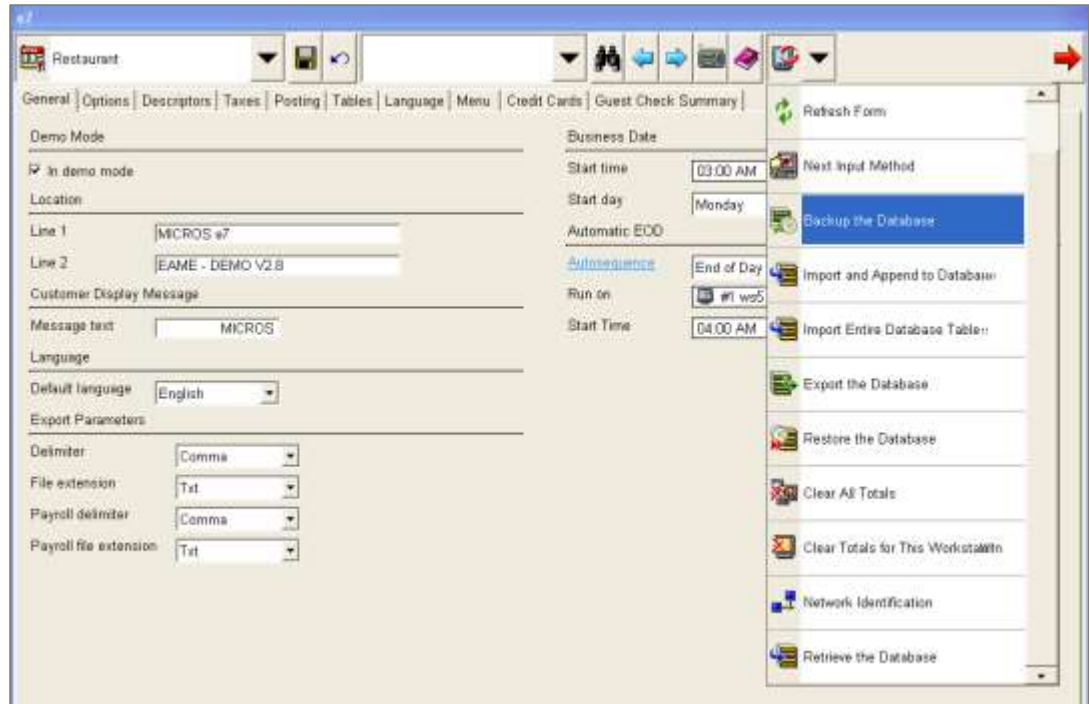 e7
Restaurant
General Options Descriptors Taxes Posting Tables Language Menu Credit Cards Guest Check Summary
Demo Mode
In demo mode
Location
Line 1 MICROS e7
Line 2 EAME - DEMO V2.8
Customer Display Message
Message text MICROS
Language
Default language English
Export Parameters
Delimiter Comma
File extension Txt
Payroll delimiter Comma
Payroll file extension Txt
Business Date
Start time 03:00 AM
Start day Monday
Automatic EOD
Autosequence End of Day
Run on #1 ws5
Start Time 04:00 AM
Refresh Form
Next Input Method
Backup the Database
Import and Append to Database
Import Entire Database Table
Export the Database
Restore the Database
Clear All Totals
Clear Totals for This
Network Identification
Retrieve the Database